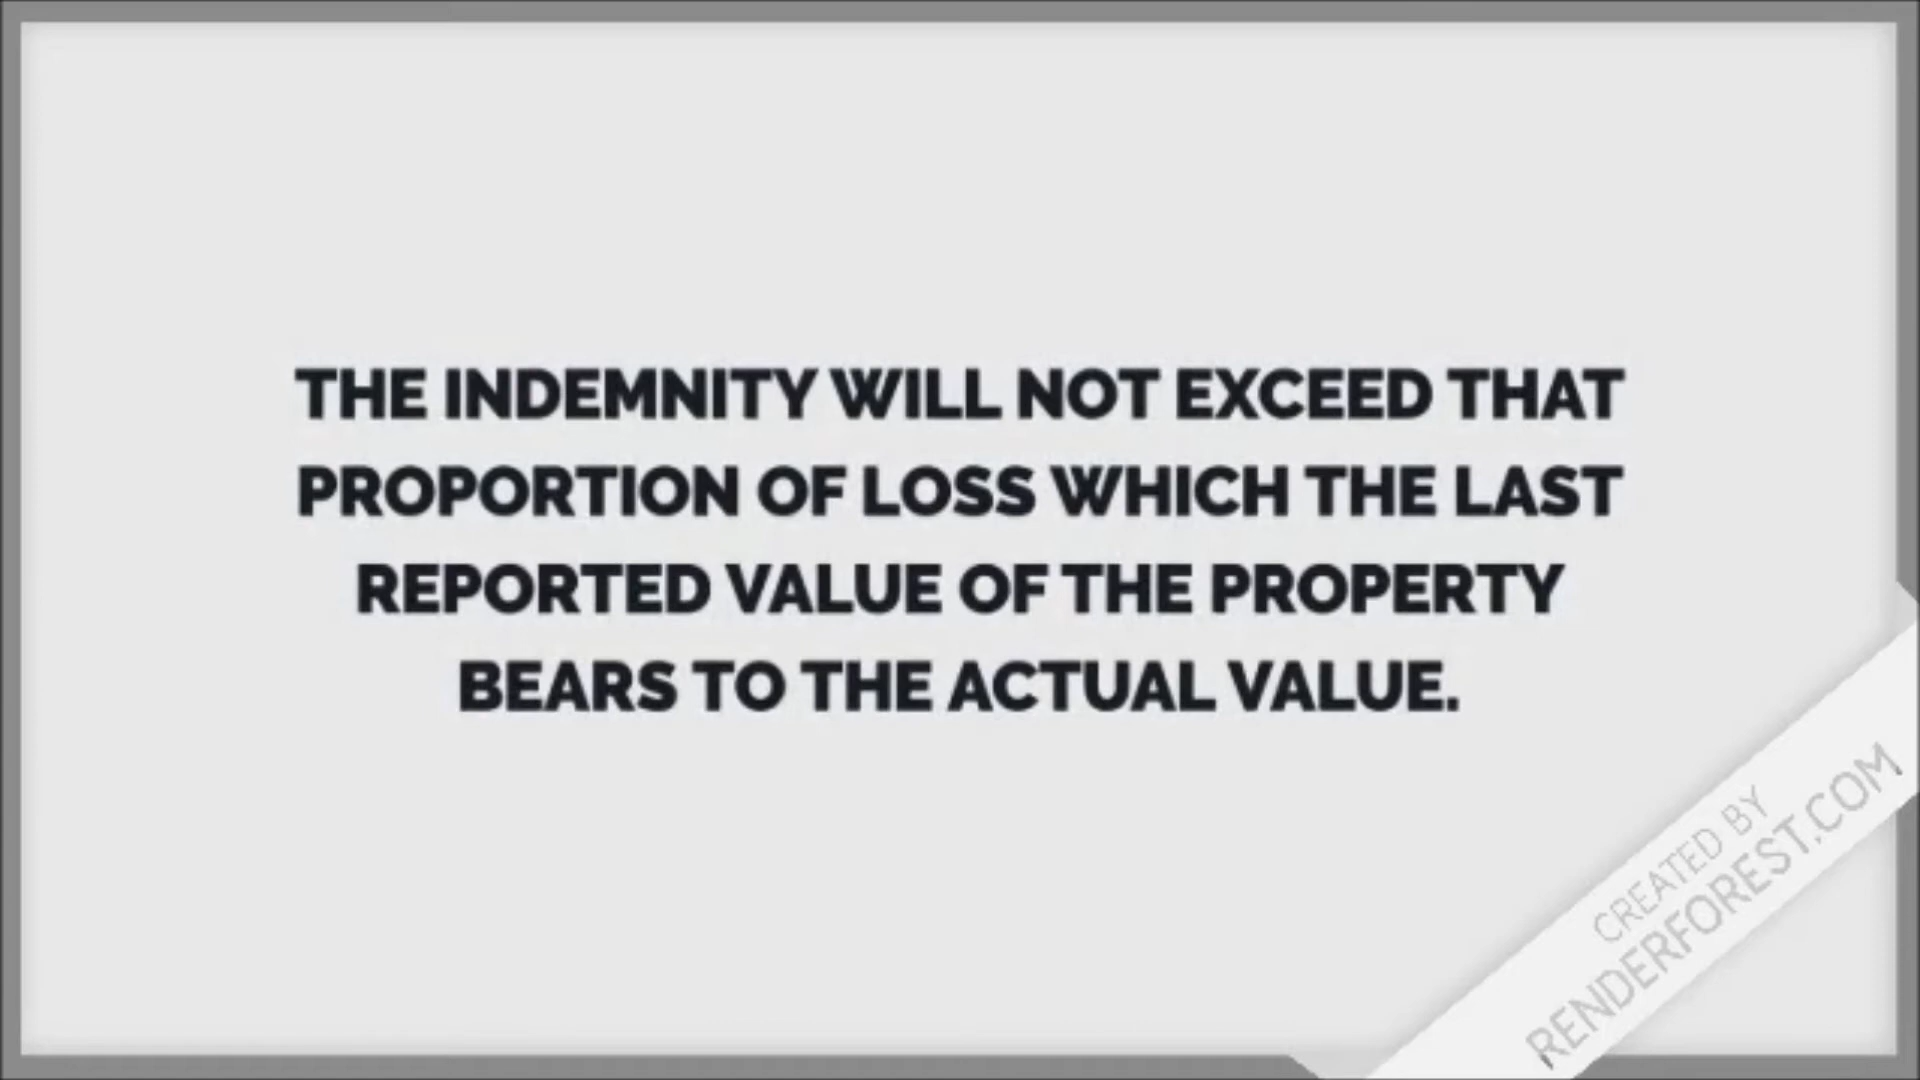 THE INDEMNITY WILL NOT EXCEED THAT
PROPORTION OF LOSS WHICH THE LAST
REPORTED VALUE OF THE PROPERTY
BEARS TO THE ACTUAL VALUE.
CREATED BY
RENDERFOREST.COM